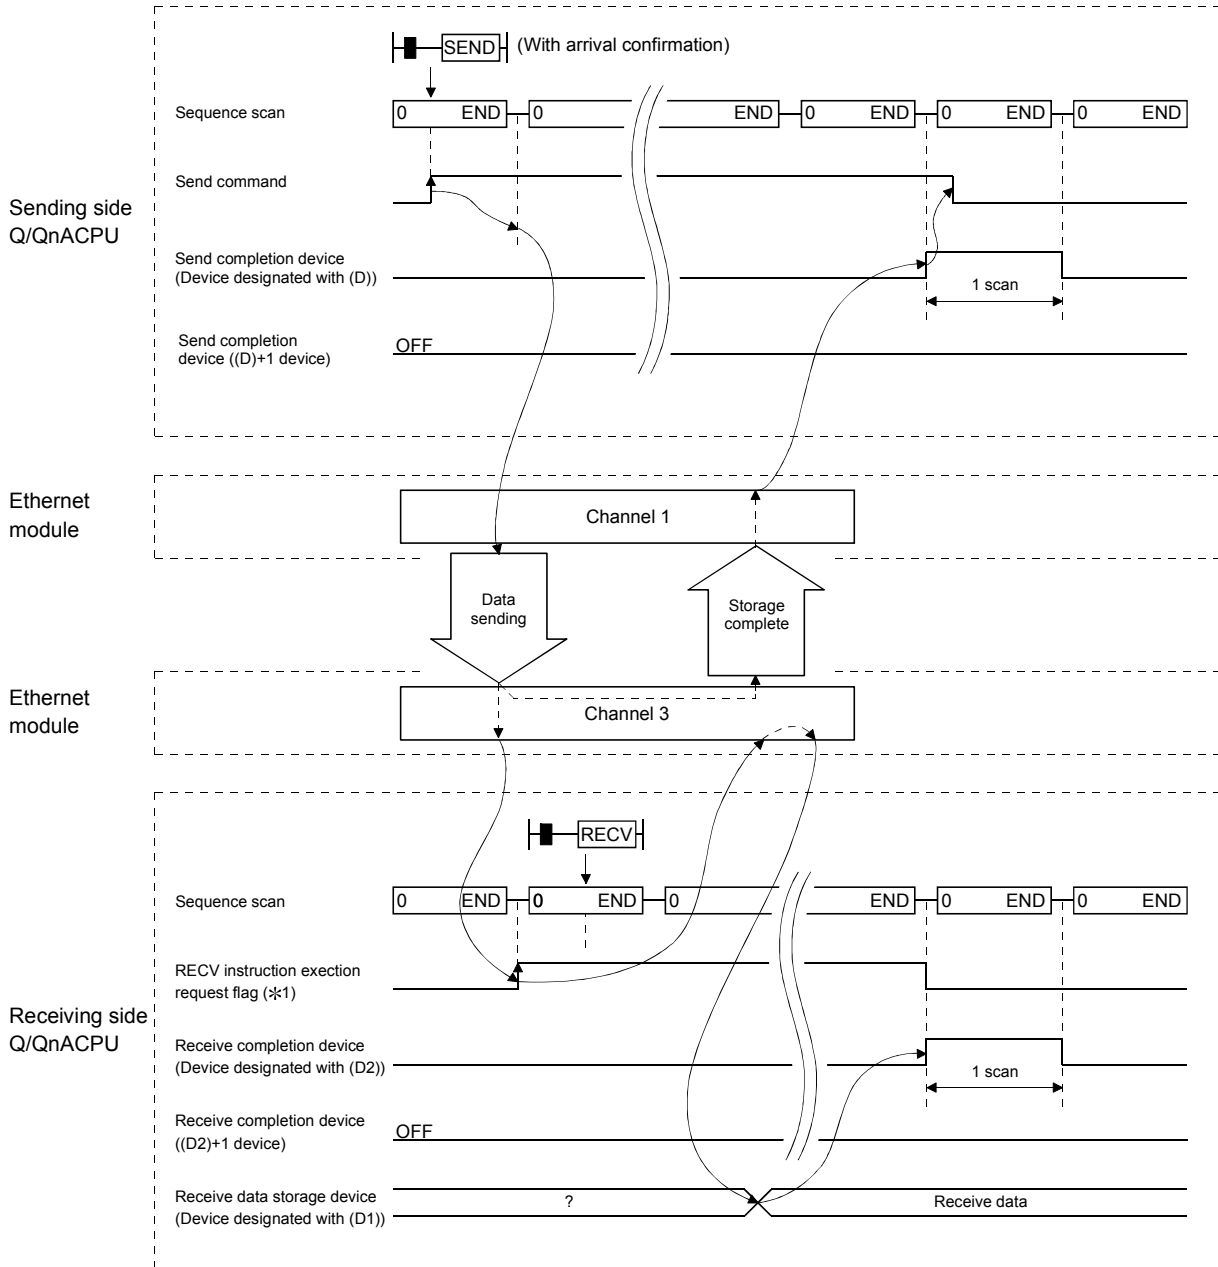 SEND (With arrival confirmation)
Sequence scan 0 END 0 END 0 END 0 END 0 END
Send command
Sending side
Q/QnACPU
Send completion device
(Device designated with (D))
1 scan
Send completion
device ((D)+1 device)
OFF
Ethernet
module
Channel 1
Data
sending
Storage
complete
Ethernet
module
Channel 3
RECV
Sequence scan 0 END 0 END 0 END 0 END 0 END
RECV instruction exection
request flag (*1)
Receiving side
Q/QnACPU
Receive completion device
(Device designated with (D2))
1 scan
Receive completion device
((D2)+1 device)
OFF
Receive data storage device
(Device designated with (D1))
?
Receive data